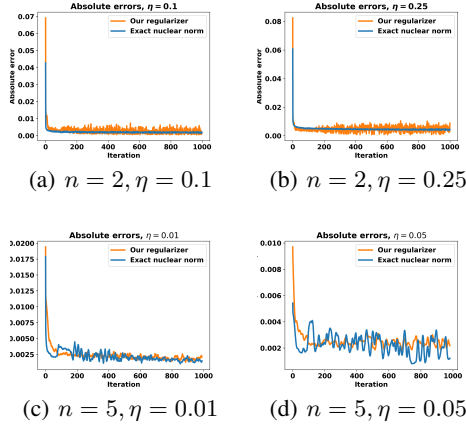 Absolute errors, η = 0.1
Our regularizer
Exact nuclear norm
Absolute error
0.07
0.06
0.05
0.04
0.03
0.02
0.01
0.00
0 200 400 600 800 1000
Iteration
(a) n = 2, η = 0.1
Absolute errors, η = 0.25
Our regularizer
Exact nuclear norm
Absolute error
0.08
0.06
0.04
0.02
0.00
0 200 400 600 800 1000
Iteration
(b) n = 2, η = 0.25
Absolute errors, η = 0.01
Our regularizer
Exact nuclear norm
0.0200
0.0175
0.0150
0.0125
0.0100
0.0075
0.0050
0.0025
0 200 400 600 800 1000
Iteration
(c) n = 5, η = 0.01
Absolute errors, η = 0.05
Our regularizer
Exact nuclear norm
0.010
0.008
0.006
0.004
0.002
0 200 400 600 800 1000
Iteration
(d) n = 5, η = 0.05